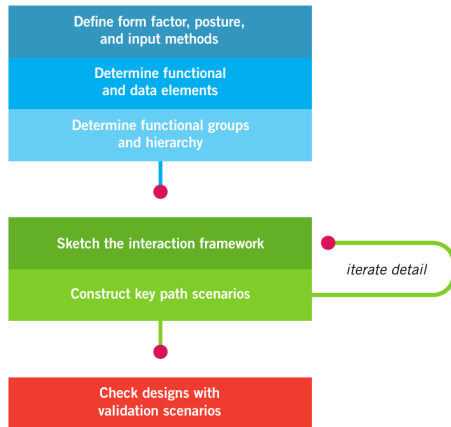 Define form factor, posture,
and input methods
Determine functional
and data elements
Determine functional groups
and hierarchy
Sketch the interaction framework
iterate detail
Construct key path scenarios
Check designs with
validation scenarios